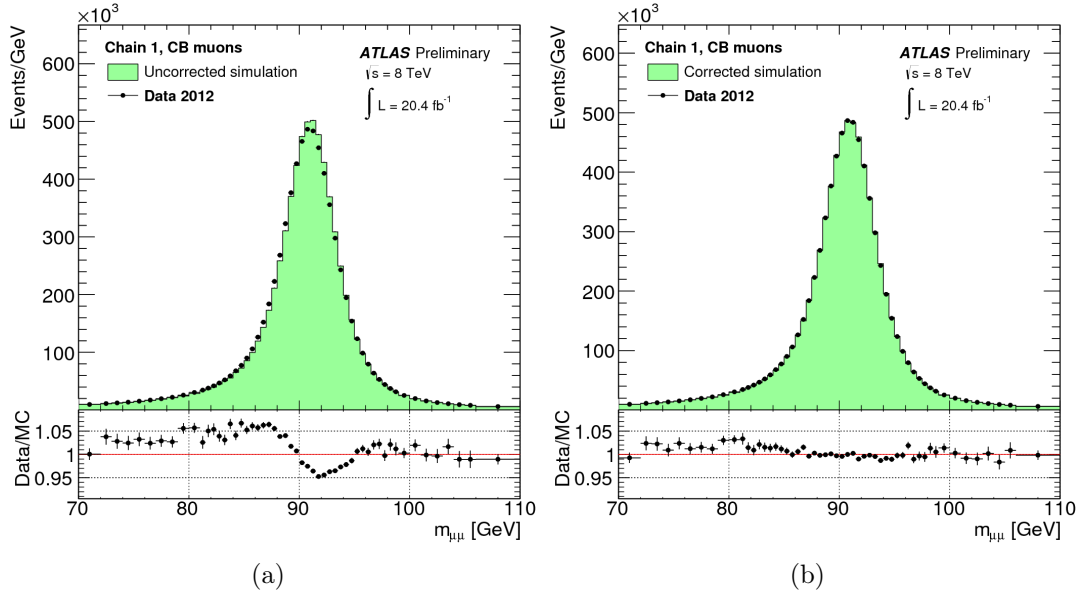 ×10³
Events/GeV
600
500
400
300
200
100
Chain 1, CB muons
Uncorrected simulation
Data 2012
ATLAS Preliminary
√s = 8 TeV
∫ L = 20.4 fb⁻¹
Data/MC
1.05
1
0.95
70 80 90 100 110
mμμ [GeV]
(a)
×10³
Events/GeV
600
500
400
300
200
100
Chain 1, CB muons
Corrected simulation
Data 2012
ATLAS Preliminary
√s = 8 TeV
∫ L = 20.4 fb⁻¹
Data/MC
1.05
1
0.95
70 80 90 100 110
mμμ [GeV]
(b)